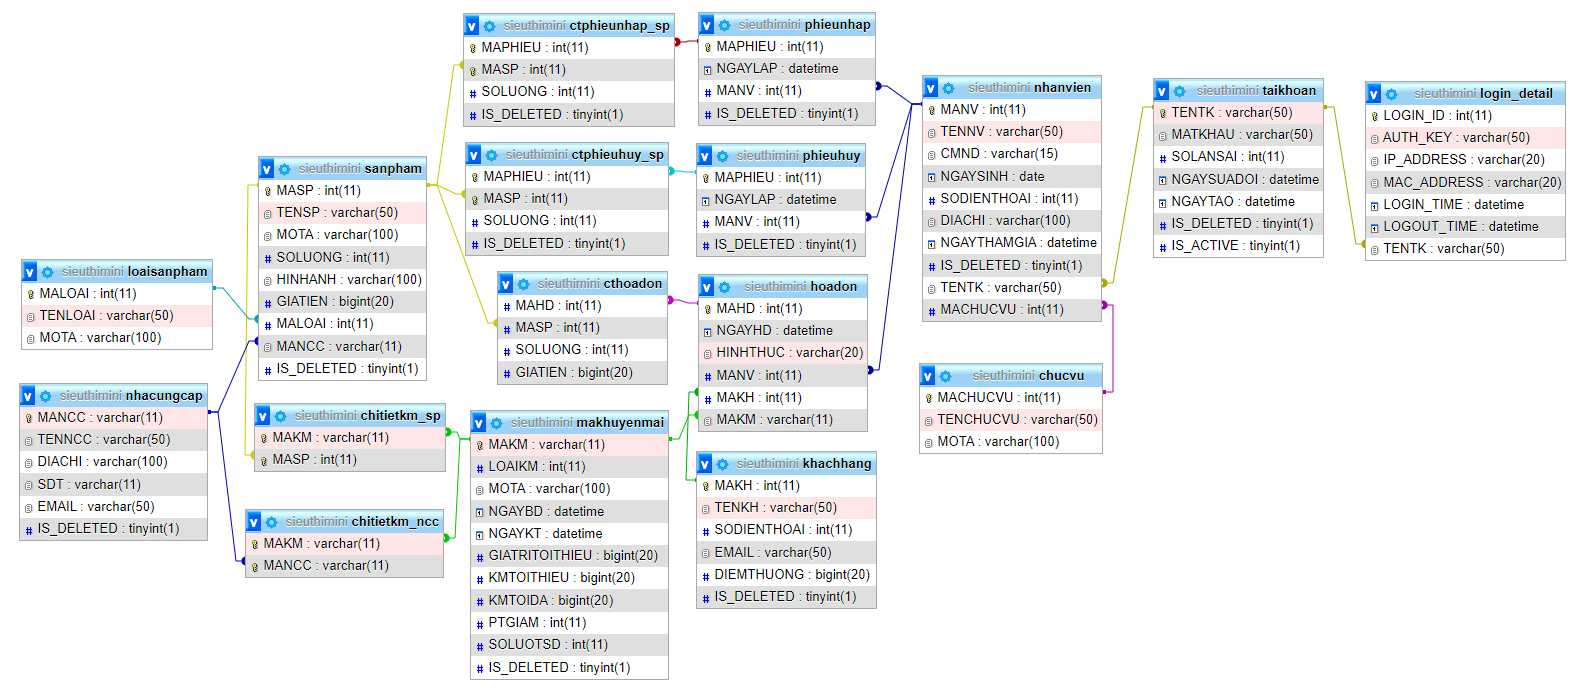 sieuthimini ctphieunhap_sp
MAPHIEU : int(11)
MASP : int(11)
SOLUONG : int(11)
IS_DELETED : tinyint(1)
sieuthimini phieunhap
MAPHIEU : int(11)
NGAYLAP : datetime
MANV : int(11)
IS_DELETED : tinyint(1)
sieuthimini nhanvien
MANV : int(11)
TENNV : varchar(50)
CMND : varchar(15)
NGAYSINH : date
SODIENTHOAI : int(11)
DIACHI : varchar(100)
NGAYTHAMGIA : datetime
IS_DELETED : tinyint(1)
TENTK : varchar(50)
MACHUCVU : int(11)
sieuthimini taikhoan
TENTK : varchar(50)
MATKHAU : varchar(50)
SOLANSAI : int(11)
NGAYSUADOI : datetime
NGAYTAO : datetime
IS_DELETED : tinyint(1)
IS_ACTIVE : tinyint(1)
sieuthimini login_detail
LOGIN_ID : int(11)
AUTH_KEY : varchar(50)
IP_ADDRESS : varchar(20)
MAC_ADDRESS : varchar(20)
LOGIN_TIME : datetime
LOGOUT_TIME : datetime
TENTK : varchar(50)
sieuthimini ctphieuhuy_sp
MAPHIEU : int(11)
MASP : int(11)
SOLUONG : int(11)
IS_DELETED : tinyint(1)
sieuthimini phieuhuy
MAPHIEU : int(11)
NGAYLAP : datetime
MANV : int(11)
IS_DELETED : tinyint(1)
sieuthimini sanpham
MASP : int(11)
TENSP : varchar(50)
MOTA : varchar(100)
SOLUONG : int(11)
HINHANH : varchar(100)
GIATIEN : bigint(20)
MALOAI : int(11)
MANCC : varchar(11)
IS_DELETED : tinyint(1)
sieuthimini loaisanpham
MALOAI : int(11)
TENLOAI : varchar(50)
MOTA : varchar(100)
sieuthimini cthoadon
MAHD : int(11)
MASP : int(11)
SOLUONG : int(11)
GIATIEN : bigint(20)
sieuthimini hoadon
MAHD : int(11)
NGAYHD : datetime
HINHTHUC : varchar(20)
MANV : int(11)
MAKH : int(11)
MAKM : varchar(11)
sieuthimini chucvu
MACHUCVU : int(11)
TENCHUCVU : varchar(50)
MOTA : varchar(100)
sieuthimini nhacungcap
MANCC : varchar(11)
TENNCC : varchar(50)
DIACHI : varchar(100)
SDT : varchar(11)
EMAIL : varchar(50)
IS_DELETED : tinyint(1)
sieuthimini chitietkm_sp
MAKM : varchar(11)
MASP : int(11)
sieuthimini makhuyenmai
MAKM : varchar(11)
LOAIKM : int(11)
MOTA : varchar(100)
NGAYBD : datetime
NGAYKT : datetime
GIATRITOITHIEU : bigint(20)
KMTOITHIEU : bigint(20)
KMTOIDA : bigint(20)
PTGIAM : int(11)
SOLUOTSD : int(11)
IS_DELETED : tinyint(1)
sieuthimini khachhang
MAKH : int(11)
TENKH : varchar(50)
SODIENTHOAI : int(11)
EMAIL : varchar(50)
DIEMTHUONG : bigint(20)
IS_DELETED : tinyint(1)
sieuthimini chitietkm_ncc
MAKM : varchar(11)
MANCC : varchar(11)